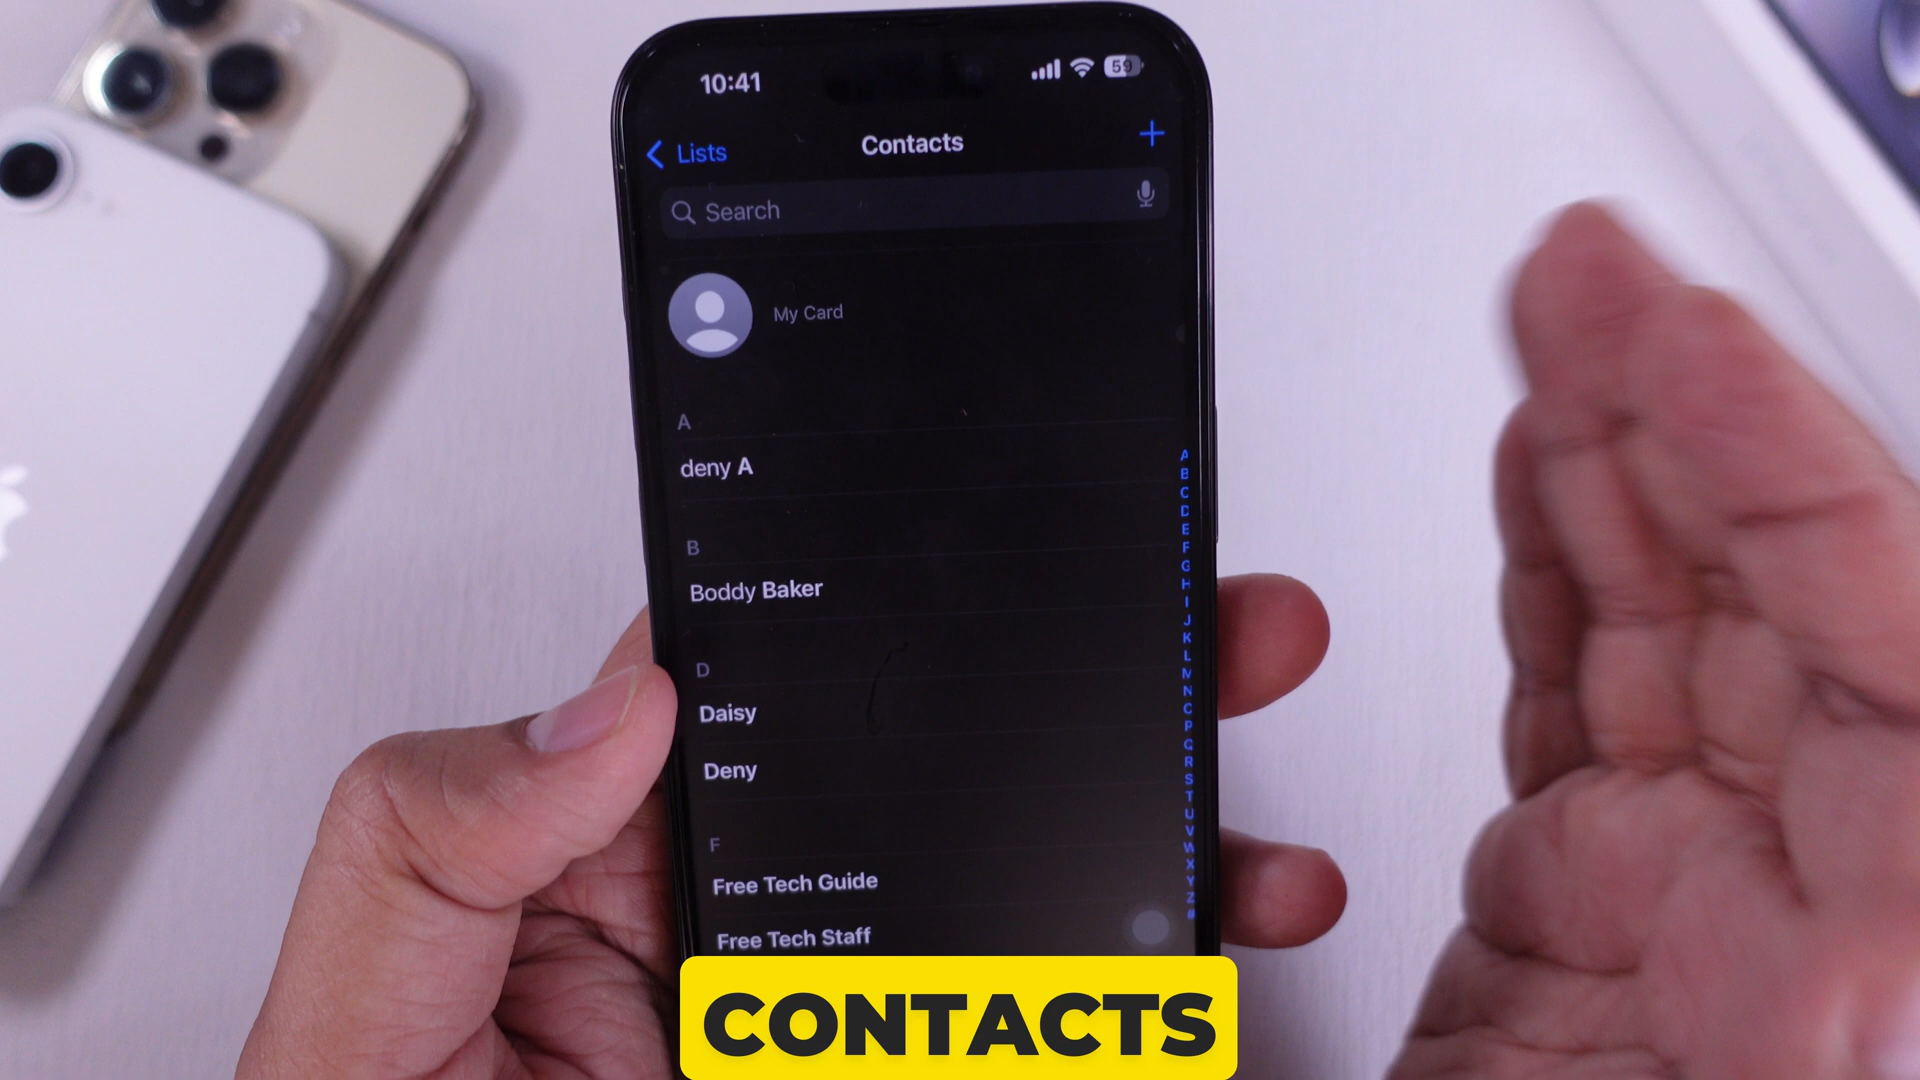 10:41
59
Lists
Contacts
Search
My Card
A
deny A
B
Boddy Baker
D
Daisy
Deny
F
Free Tech Guide
Free Tech Staff
A
B
C
D
E
F
G
H
I
J
K
L
M
N
O
P
Q
R
S
T
U
V
W
X
Y
Z
#
CONTACTS